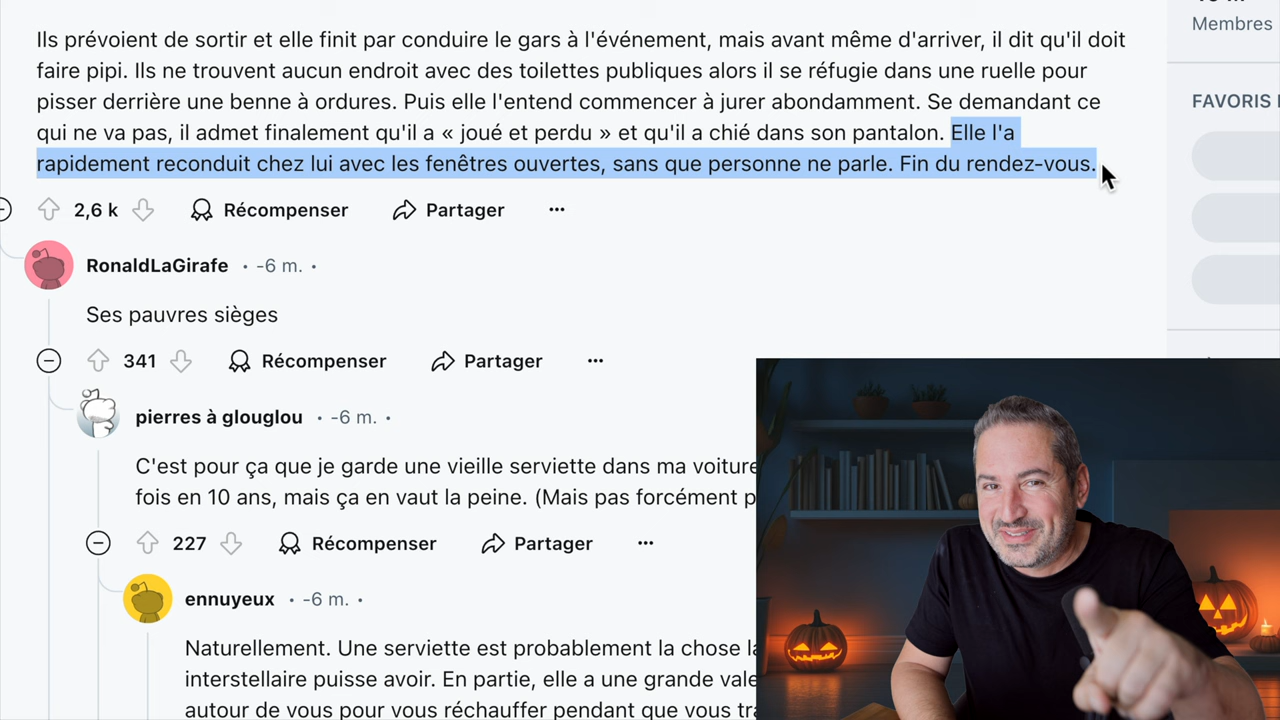 Membres
Ils prévoient de sortir et elle finit par conduire le gars à l'événement, mais avant même d'arriver, il dit qu'il doit
faire pipi. Ils ne trouvent aucun endroit avec des toilettes publiques alors il se réfugie dans une ruelle pour
pisser derrière une benne à ordures. Puis elle l'entend commencer à jurer abondamment. Se demandant ce
qui ne va pas, il admet finalement qu'il a « joué et perdu » et qu'il a chié dans son pantalon. Elle l'a
rapidement reconduit chez lui avec les fenêtres ouvertes, sans que personne ne parle. Fin du rendez-vous.
FAVORIS
2,6 k Récompenser Partager ···
RonaldLaGirafe · -6 m. ·
Ses pauvres sièges
341 Récompenser Partager ···
pierres à glouglou · -6 m. ·
C'est pour ça que je garde une vieille serviette dans ma voiture
fois en 10 ans, mais ça en vaut la peine. (Mais pas forcément p
227 Récompenser Partager ···
ennuyeux · -6 m. ·
Naturellement. Une serviette est probablement la chose la
interstellaire puisse avoir. En partie, elle a une grande vale
autour de vous pour vous réchauffer pendant que vous tra